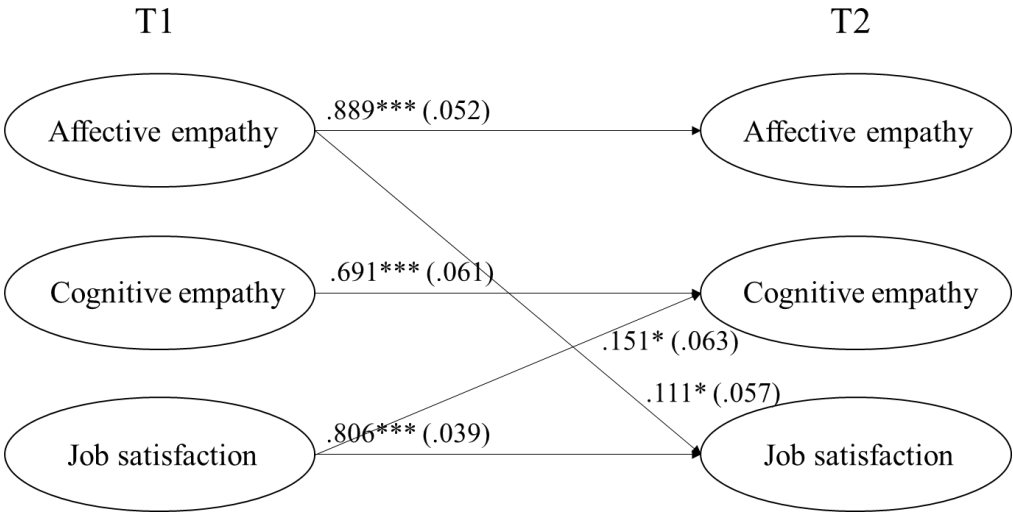 T1 T2
Affective empathy .889*** (.052) Affective empathy
Cognitive empathy .691*** (.061) Cognitive empathy
.151* (.063)
.111* (.057)
Job satisfaction .806*** (.039) Job satisfaction